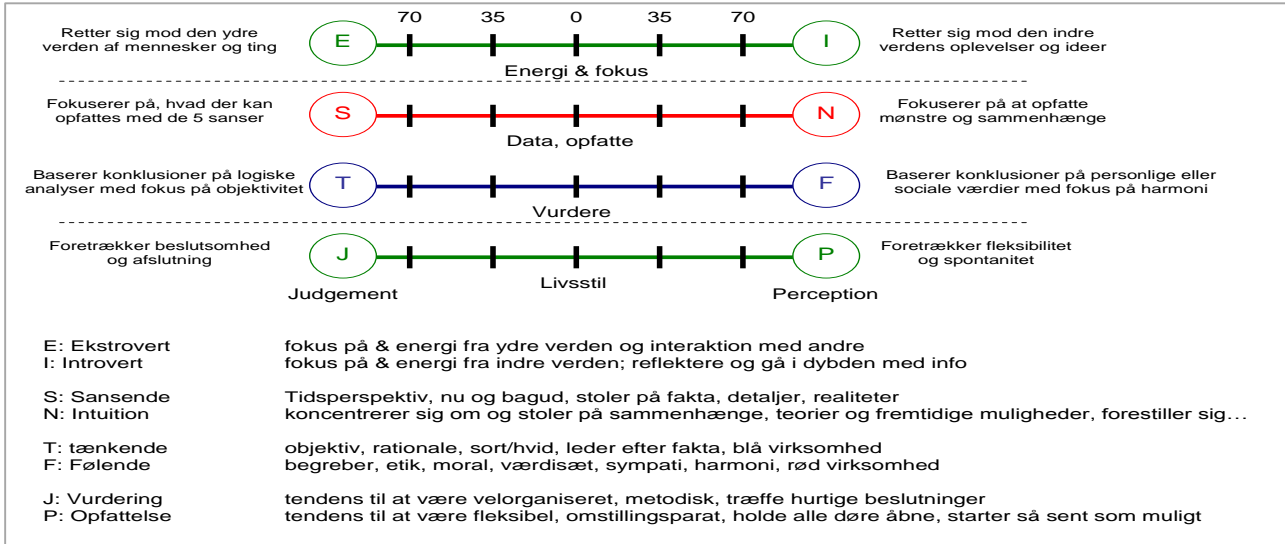 70 35 0 35 70
Retter sig mod den ydre
verden af mennesker og ting
E
I
Retter sig mod den indre
verdens oplevelser og ideer
Energi & fokus
Fokuserer på, hvad der kan
opfattes med de 5 sanser
S
N
Fokuserer på at opfatte
mønstre og sammenhænge
Data, opfatte
Baserer konklusioner på logiske
analyser med fokus på objektivitet
T
F
Baserer konklusioner på personlige eller
sociale værdier med fokus på harmoni
Vurdere
Foretrækker beslutsomhed
og afslutning
J
P
Foretrækker fleksibilitet
og spontanitet
Judgement
Livsstil
Perception
E: Ekstrovert fokus på & energi fra ydre verden og interaktion med andre
I: Introvert fokus på & energi fra indre verden; reflektere og gå i dybden med info
S: Sansende Tidsperspektiv, nu og bagud, stoler på fakta, detaljer, realiteter
N: Intuition koncentrerer sig om og stoler på sammenhænge, teorier og fremtidige muligheder, forestiller sig…
T: tænkende objektiv, rationale, sort/hvid, leder efter fakta, blå virksomhed
F: Følende begreber, etik, moral, værdisæt, sympati, harmoni, rød virksomhed
J: Vurdering tendens til at være velorganiseret, metodisk, træffe hurtige beslutninger
P: Opfattelse tendens til at være fleksibel, omstillingsparat, holde alle døre åbne, starter så sent som muligt